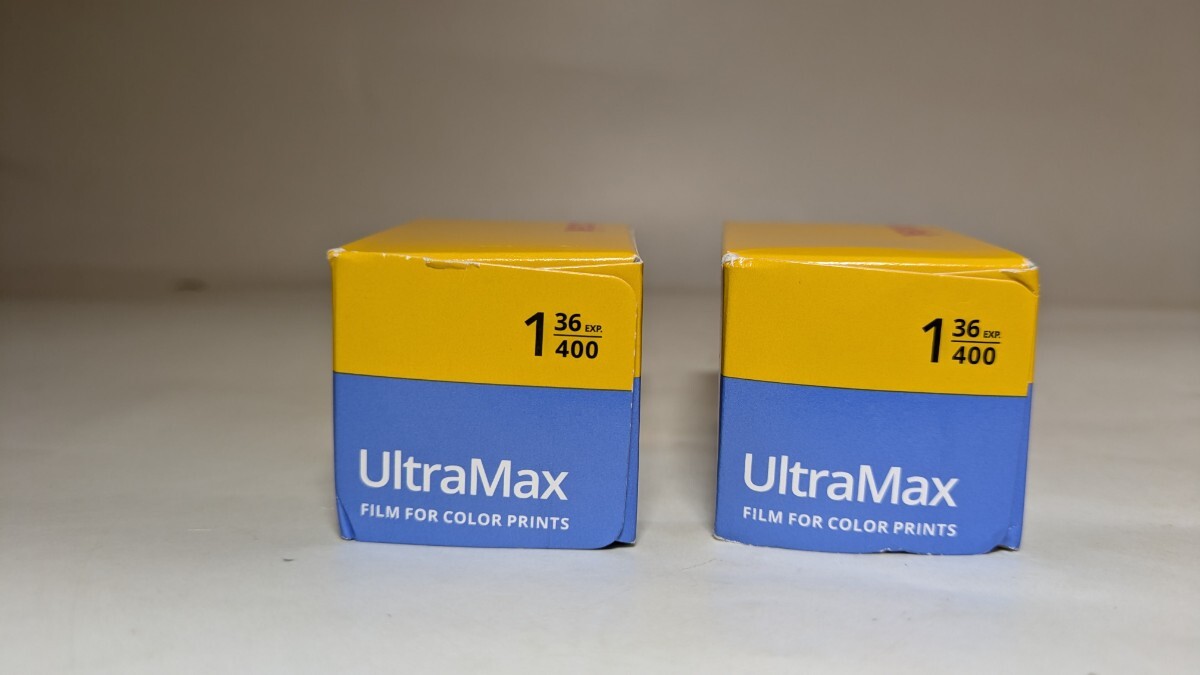 1 36 EXP.
400
UltraMax
FILM FOR COLOR PRINTS
1 36 EXP.
400
UltraMax
FILM FOR COLOR PRINTS